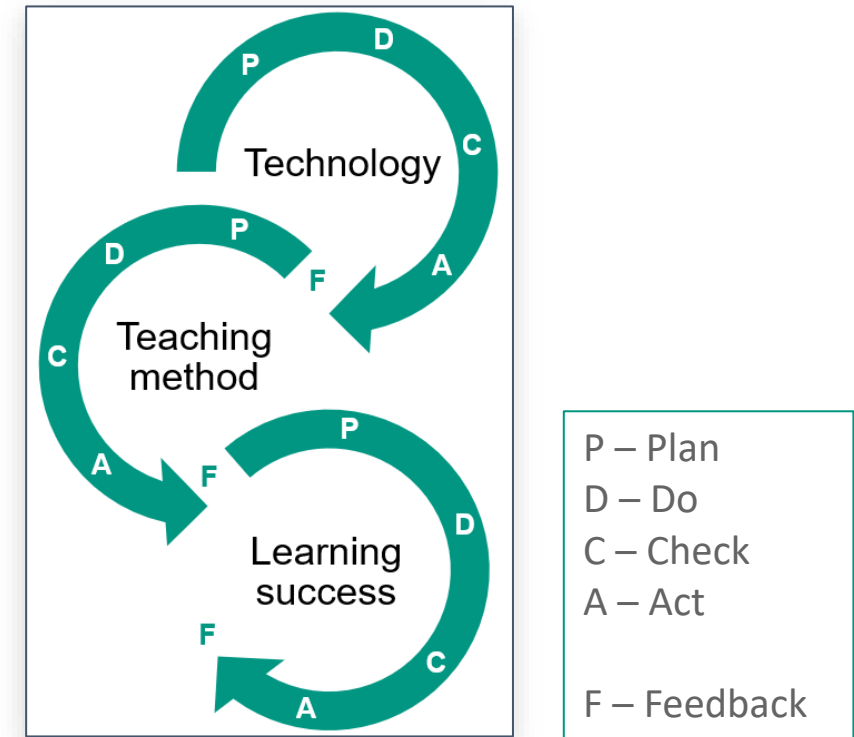 D
P
C
Technology
A
P
D
F
Teaching
method
C
P
A
F
D
Learning
success
F
C
A
P – Plan
D – Do
C – Check
A – Act
F – Feedback